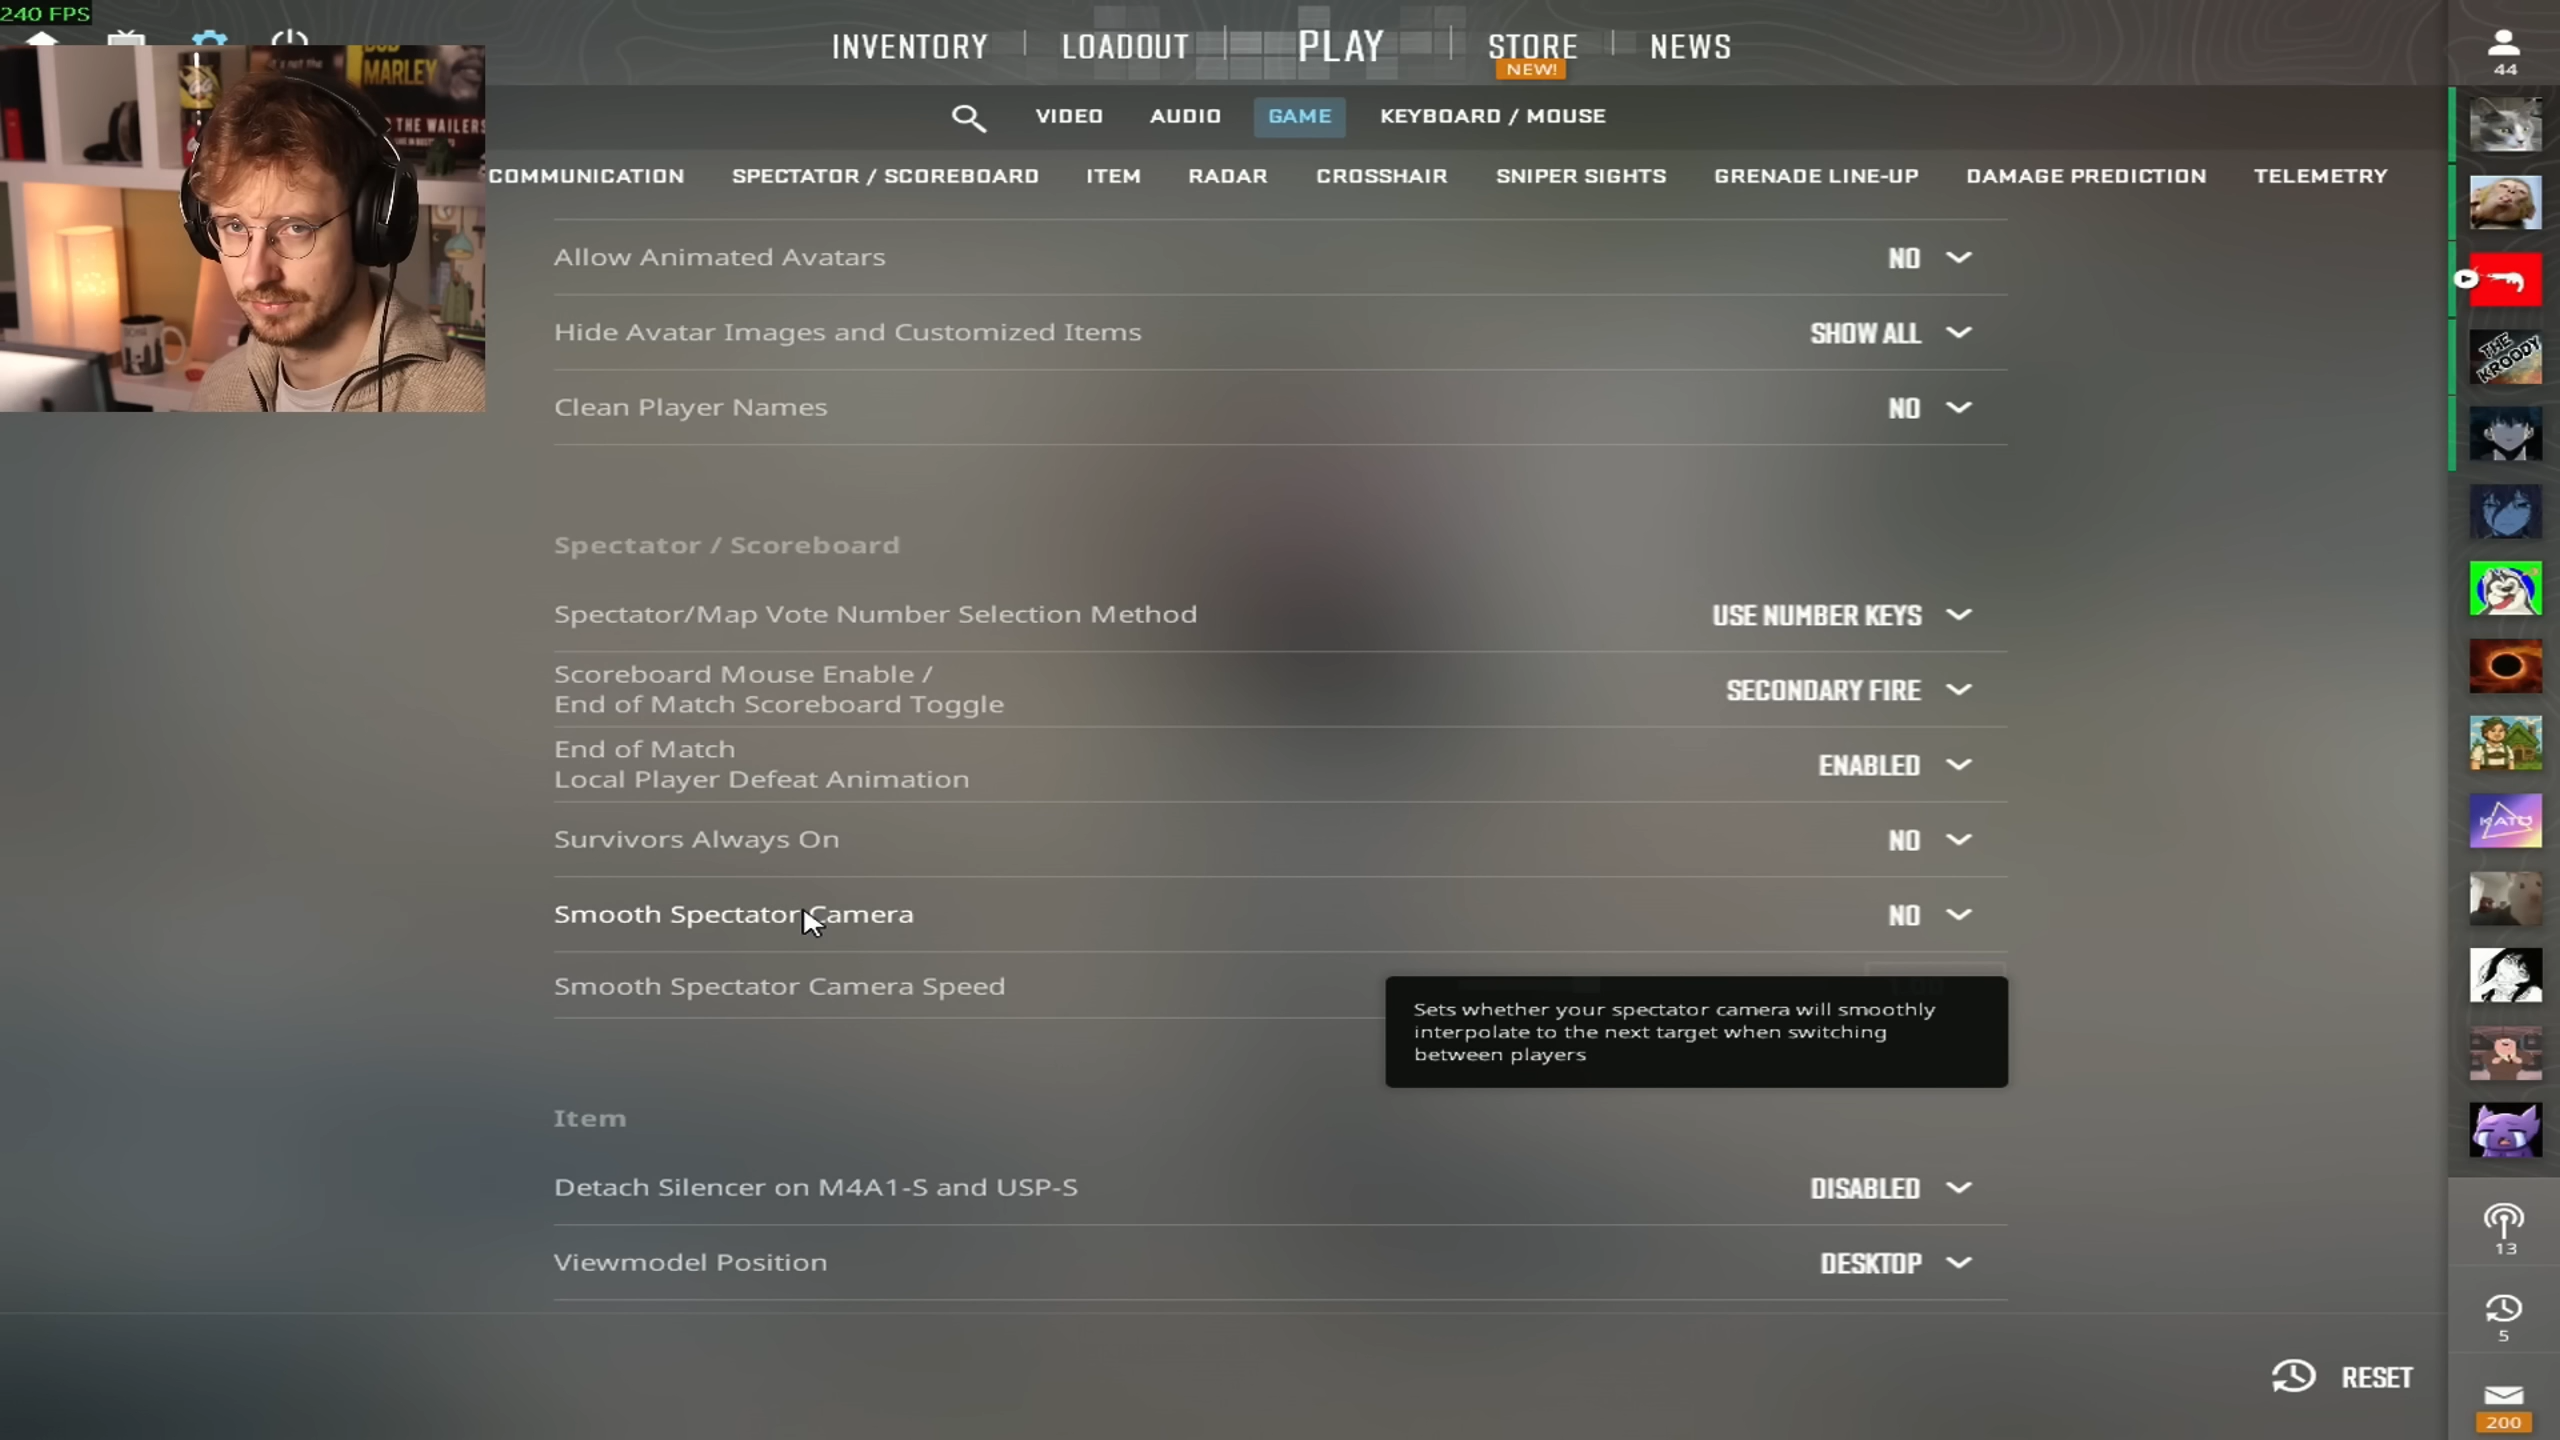 240 FPS
INVENTORY
LOADOUT
PLAY
STORE
NEW!
NEWS
44
VIDEO
AUDIO
GAME
KEYBOARD / MOUSE
MARLEY
THE WAILERS
COMMUNICATION
SPECTATOR / SCOREBOARD
ITEM
RADAR
CROSSHAIR
SNIPER SIGHTS
GRENADE LINE-UP
DAMAGE PREDICTION
TELEMETRY
Allow Animated Avatars
NO
Hide Avatar Images and Customized Items
SHOW ALL
THE
KROODY
Clean Player Names
NO
Spectator / Scoreboard
Spectator/Map Vote Number Selection Method
USE NUMBER KEYS
Scoreboard Mouse Enable /
End of Match Scoreboard Toggle
SECONDARY FIRE
End of Match
Local Player Defeat Animation
ENABLED
Survivors Always On
NO
Smooth Spectator Camera
NO
Smooth Spectator Camera Speed
Sets whether your spectator camera will smoothly
interpolate to the next target when switching
between players
Item
Detach Silencer on M4A1-S and USP-S
DISABLED
Viewmodel Position
DESKTOP
13
5
RESET
200